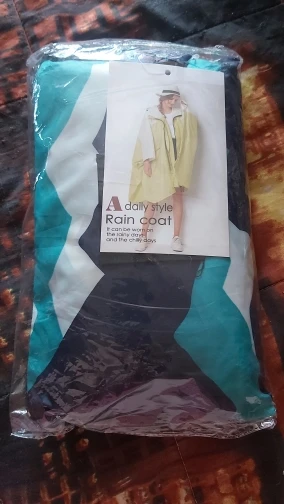 A daily style
Rain coat
It can be worn on
the rainy days
and the chilly days